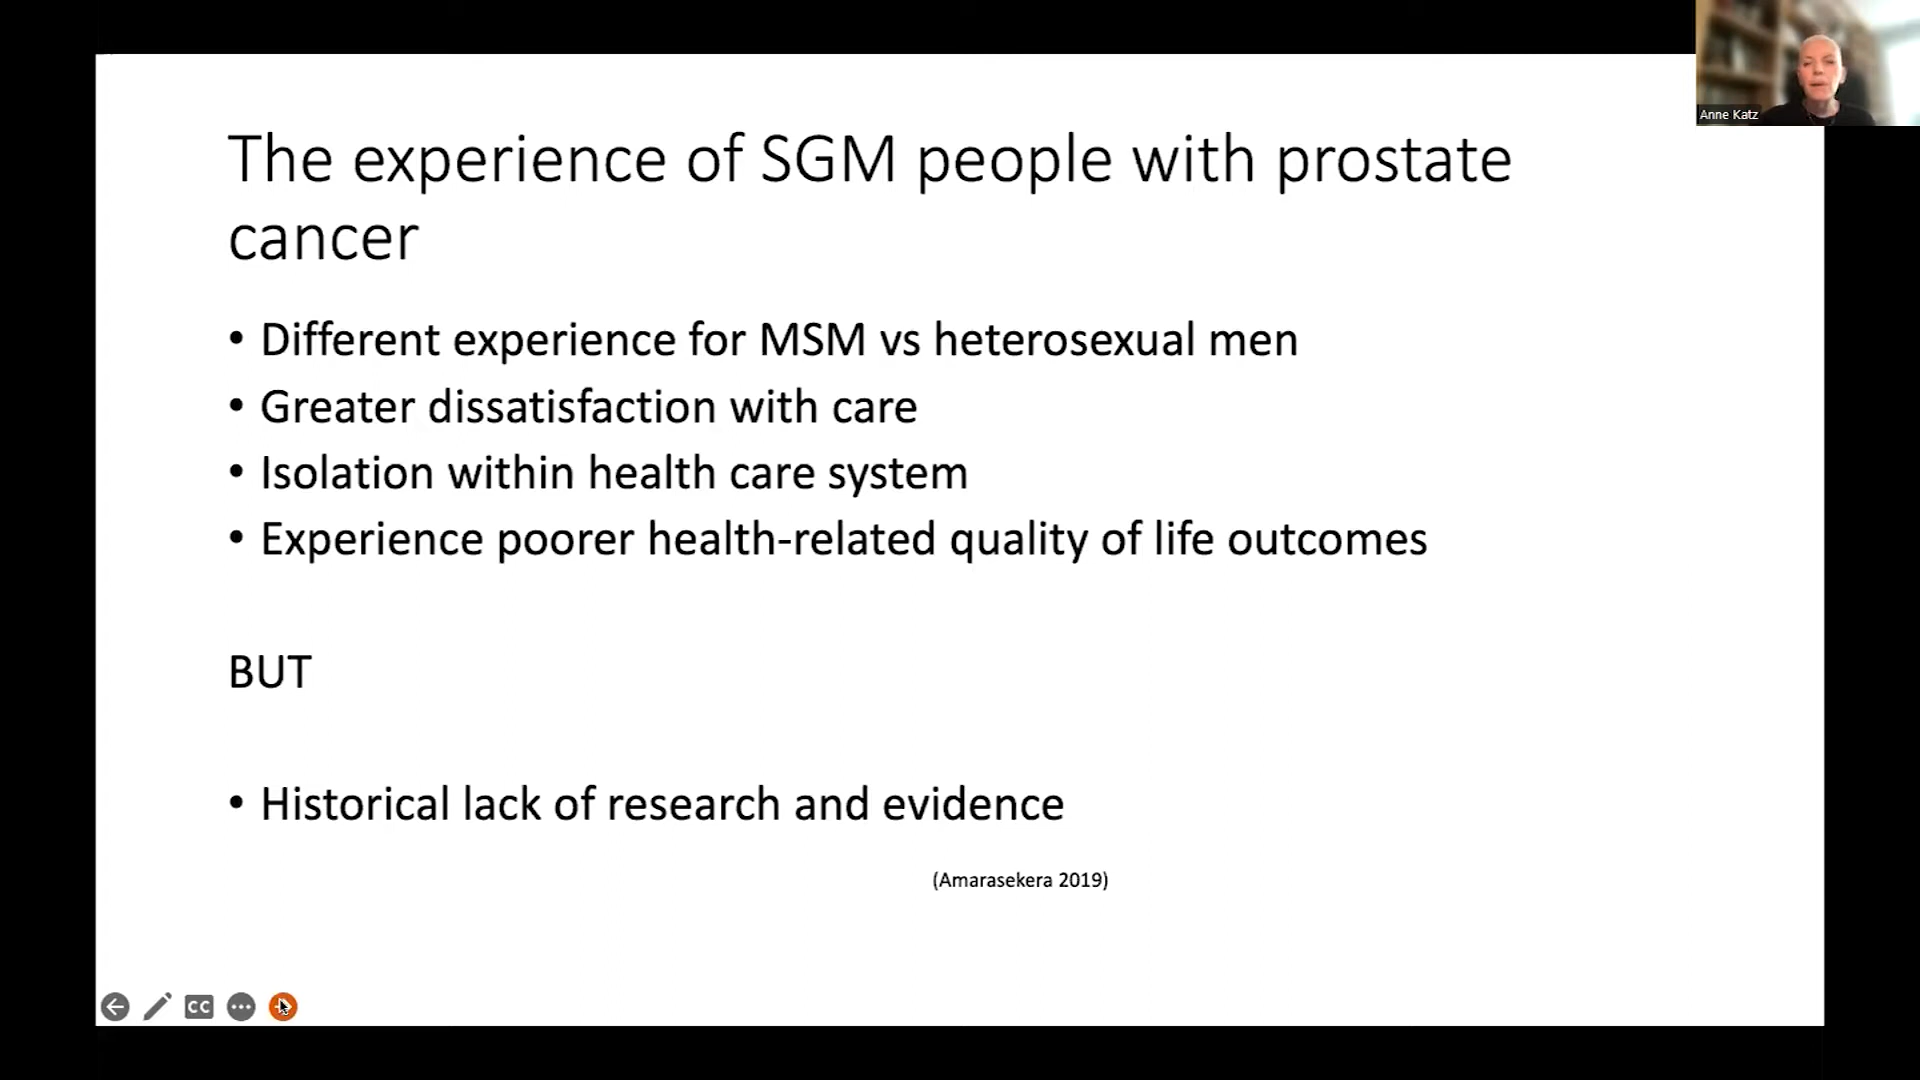 Anne Katz
The experience of SGM people with prostate
cancer
• Different experience for MSM vs heterosexual men
• Greater dissatisfaction with care
• Isolation within health care system
• Experience poorer health-related quality of life outcomes
BUT
• Historical lack of research and evidence
(Amarasekera 2019)
CC